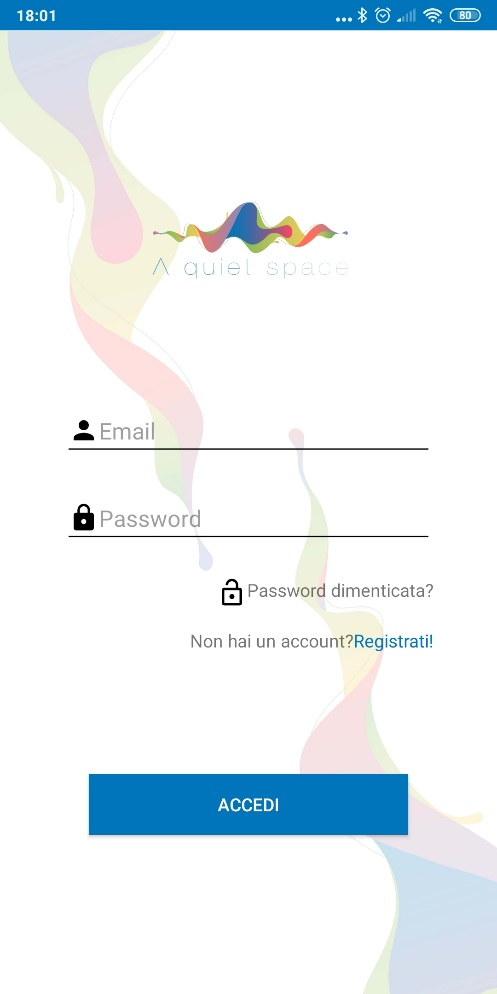 18:01
80
A quiet space
Email
Password
Password dimenticata?
Non hai un account?Registrati!
ACCEDI